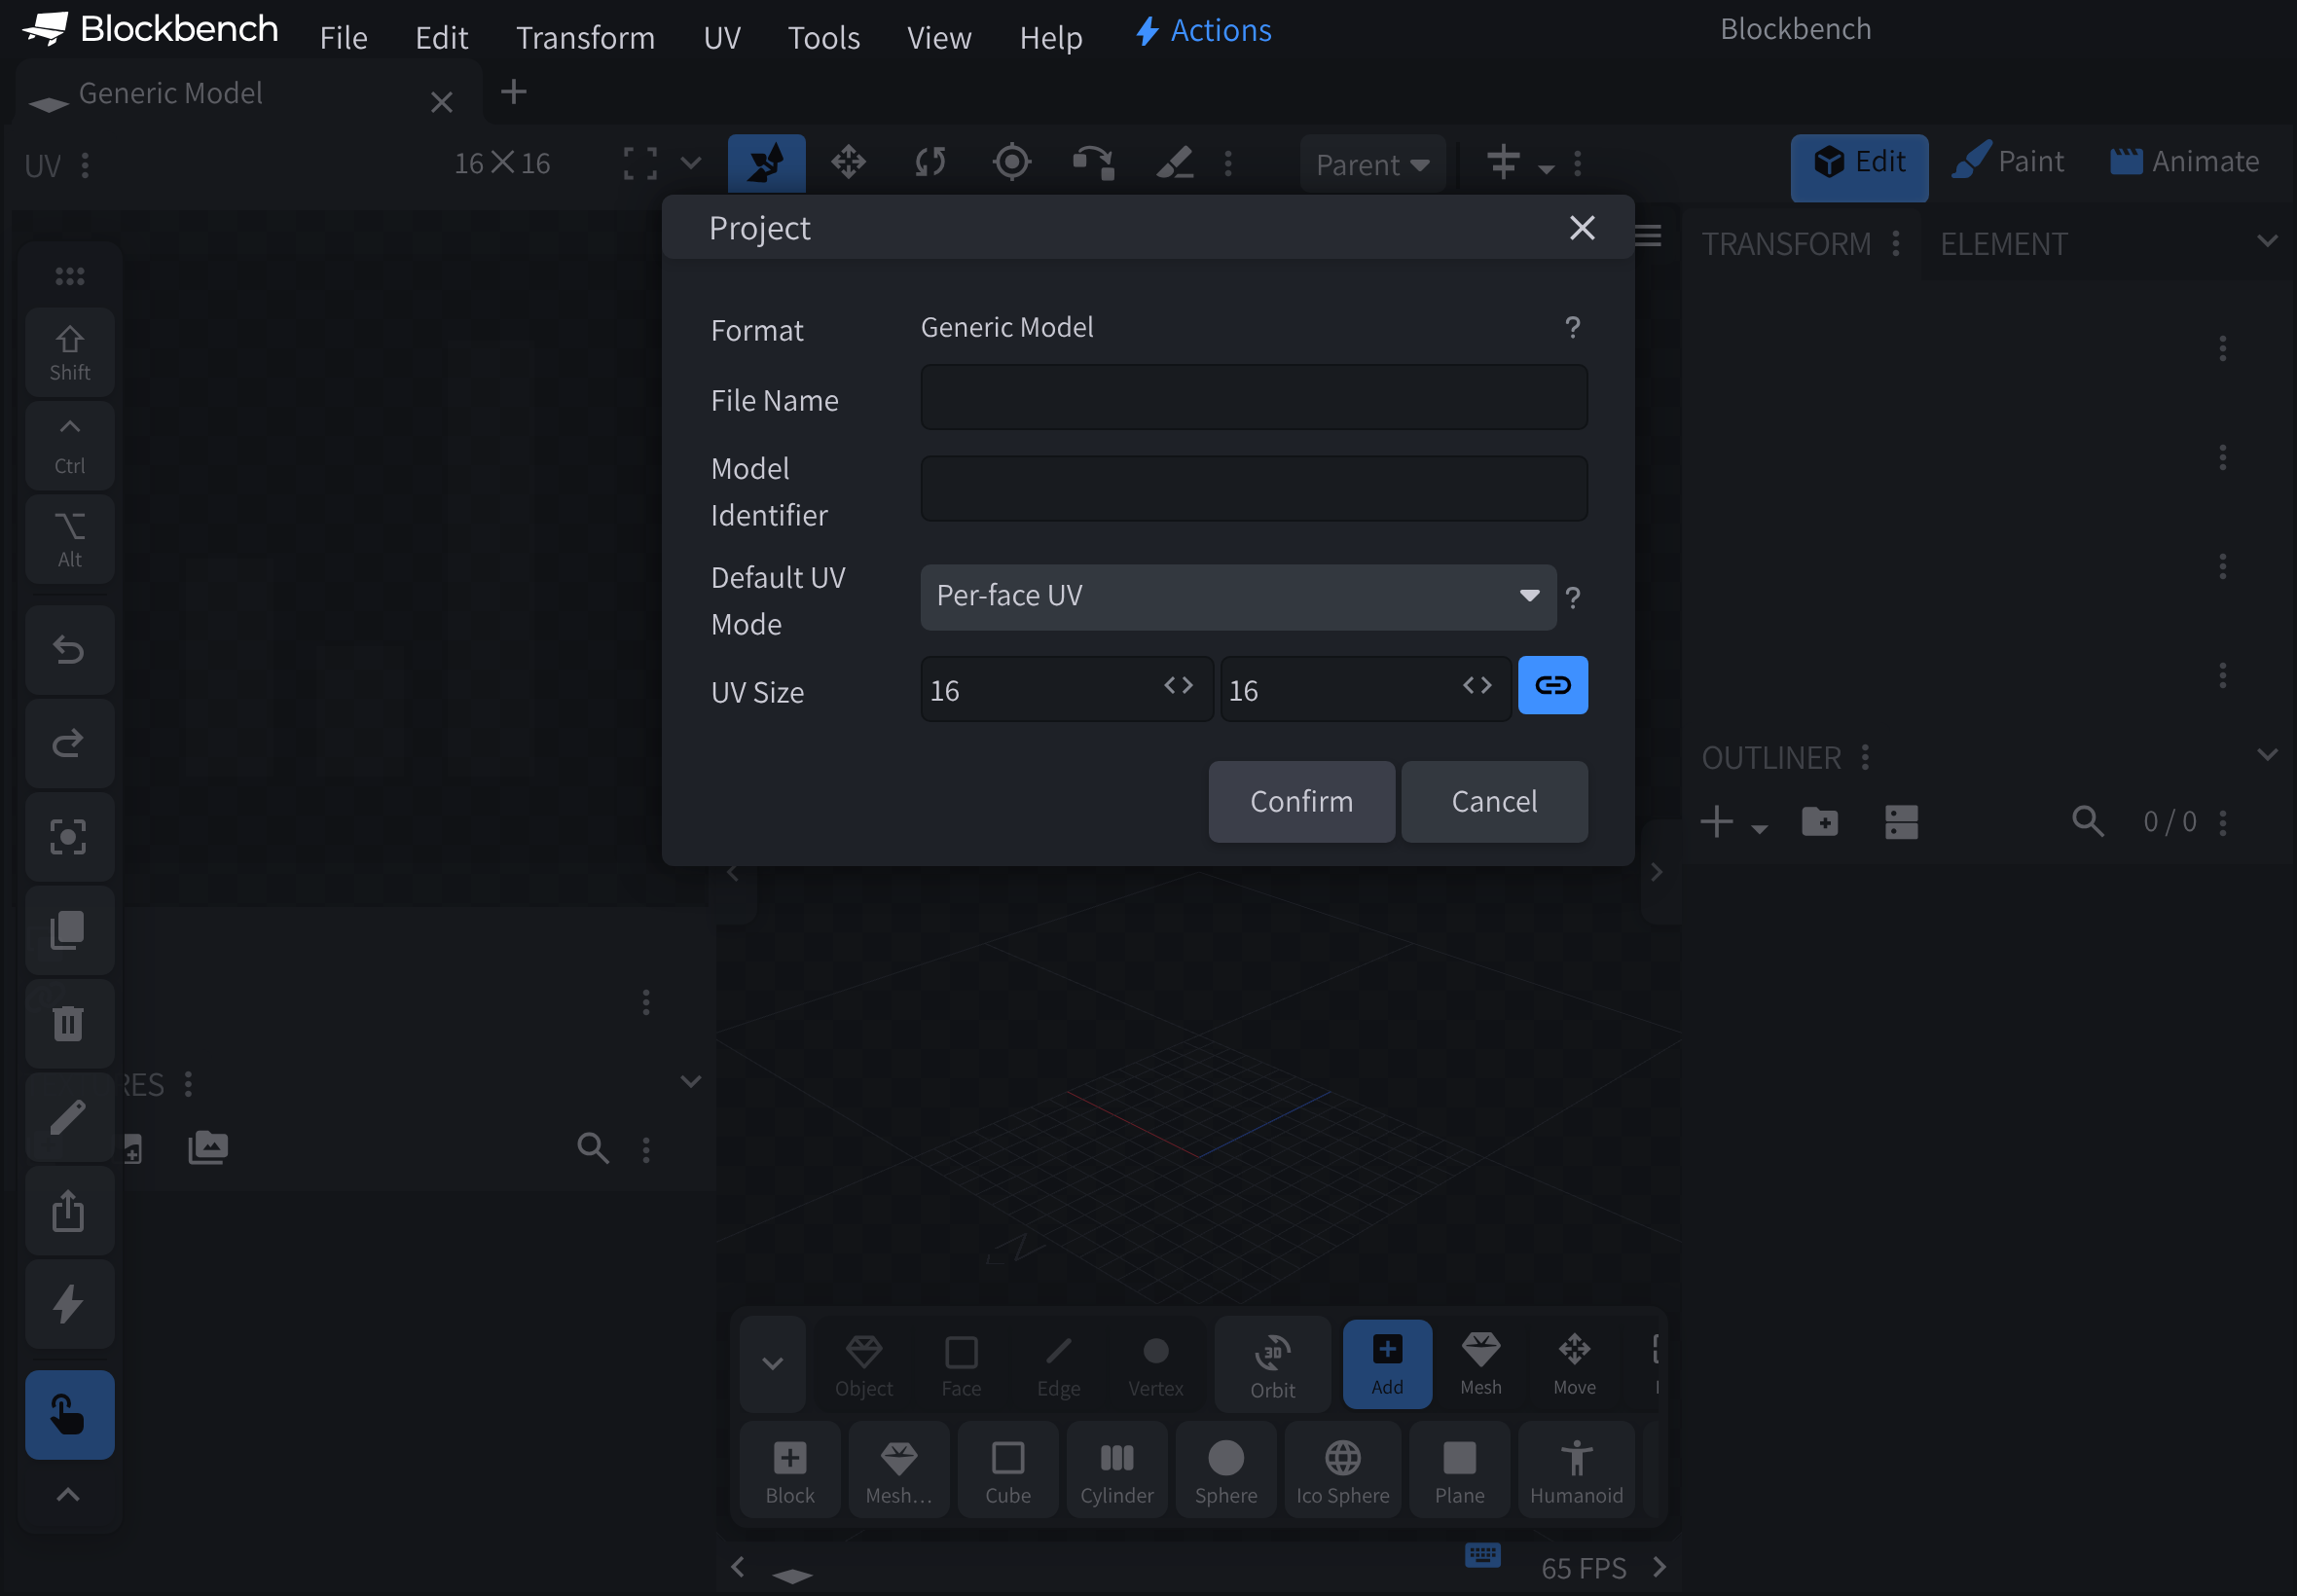 Blockbench File Edit Transform UV Tools View Help Actions Blockbench
Generic Model
UV 16×16 Parent Edit Paint Animate
Project
TRANSFORM ELEMENT
Format Generic Model ?
File Name
Model
Identifier
Default UV
Mode
Per-face UV ?
UV Size 16 16
Confirm Cancel
Shift
Ctrl
Alt
OUTLINER
0 / 0
RES
Object Face Edge Vertex Orbit Add Mesh Move
Block Mesh... Cube Cylinder Sphere Ico Sphere Plane Humanoid
65 FPS